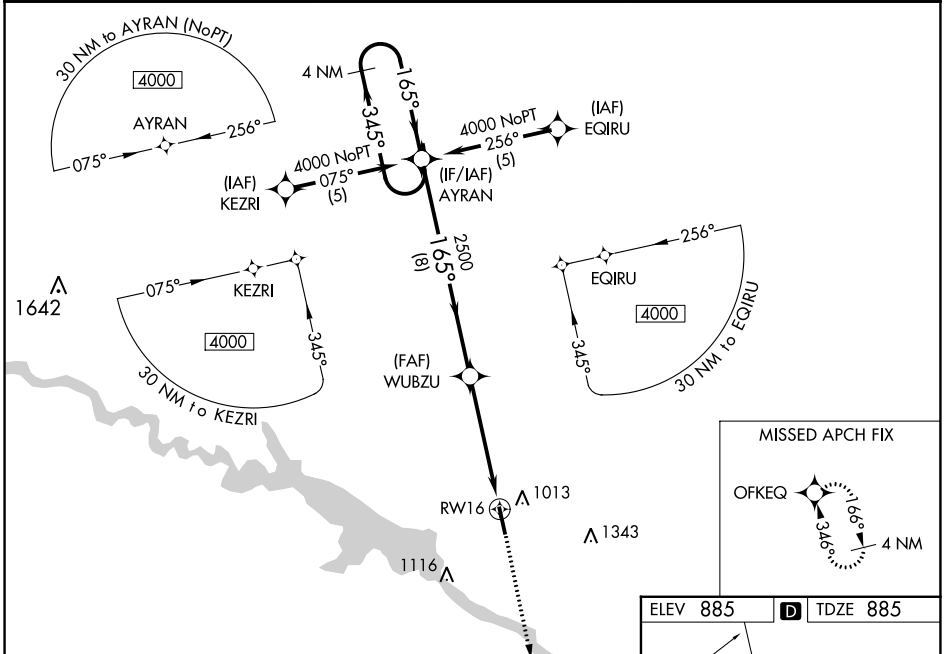 30 NM to AYRAN (NoPT)
4000
AYRAN
075°
256°
4 NM
165°
345°
4000 NoPT
075°
(5)
(IAF)
KEZRI
4000 NoPT
256°
(5)
(IAF)
EQIRU
(IF/IAF)
AYRAN
2500
165°
(8)
1642
075°
KEZRI
345°
4000
30 NM to KEZRI
256°
EQIRU
345°
4000
30 NM to EQIRU
(FAF)
WUBZU
RW16
1013
1343
1116
MISSED APCH FIX
OFKEQ
166°
346°
4 NM
ELEV 885 D TDZE 885